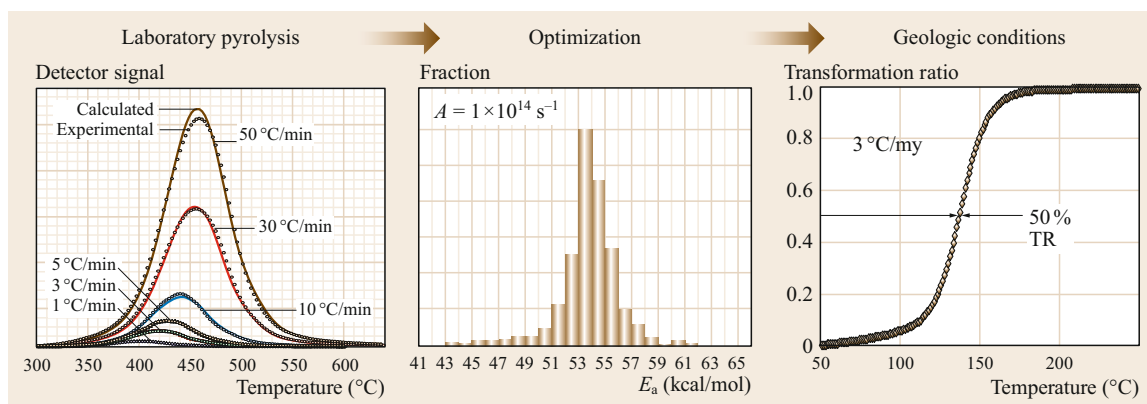 Laboratory pyrolysis
Optimization
Geologic conditions
Detector signal
Calculated
Experimental
50 °C/min
30 °C/min
5 °C/min
3 °C/min
1 °C/min
10 °C/min
300 350 400 450 500 550 600
Temperature (°C)
Fraction
A = 1×10¹⁴ s⁻¹
41 43 45 47 49 51 53 55 57 59 61 63 65
Eₐ (kcal/mol)
Transformation ratio
1.0
0.8
3 °C/my
0.6
50 %
TR
0.4
0.2
0
50 100 150 200
Temperature (°C)